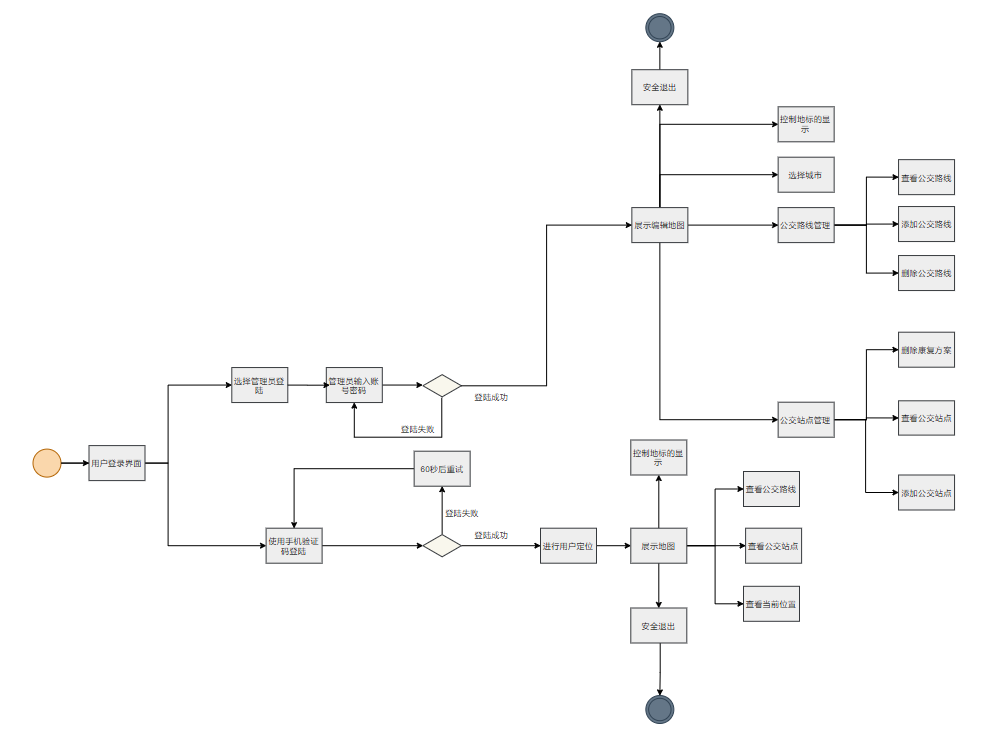 安全退出
控制地标的显
示
选择城市
查看公交路线
展示编辑地图
公交路线管理
添加公交路线
删除公交路线
删除康复方案
选择管理员登
陆
管理员输入账
号密码
登陆成功
登陆失败
公交站点管理
查看公交站点
添加公交站点
用户登录界面
控制地标的显
示
60秒后重试
查看公交路线
登陆失败
使用手机验证
码登陆
登陆成功
进行用户定位
展示地图
查看公交站点
查看当前位置
安全退出